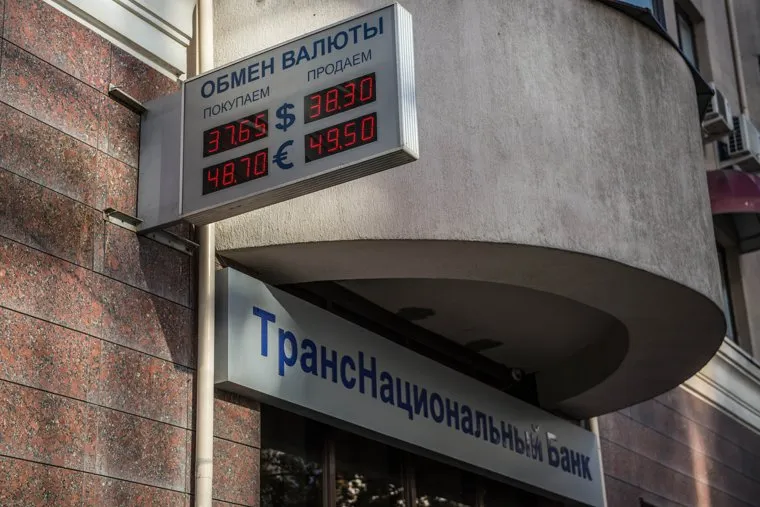 ОБМЕН ВАЛЮТЫ
ПОКУПАЕМ ПРОДАЕМ
37.65 $ 38.30
48.70 € 49.50
ТрансНациональный Банк